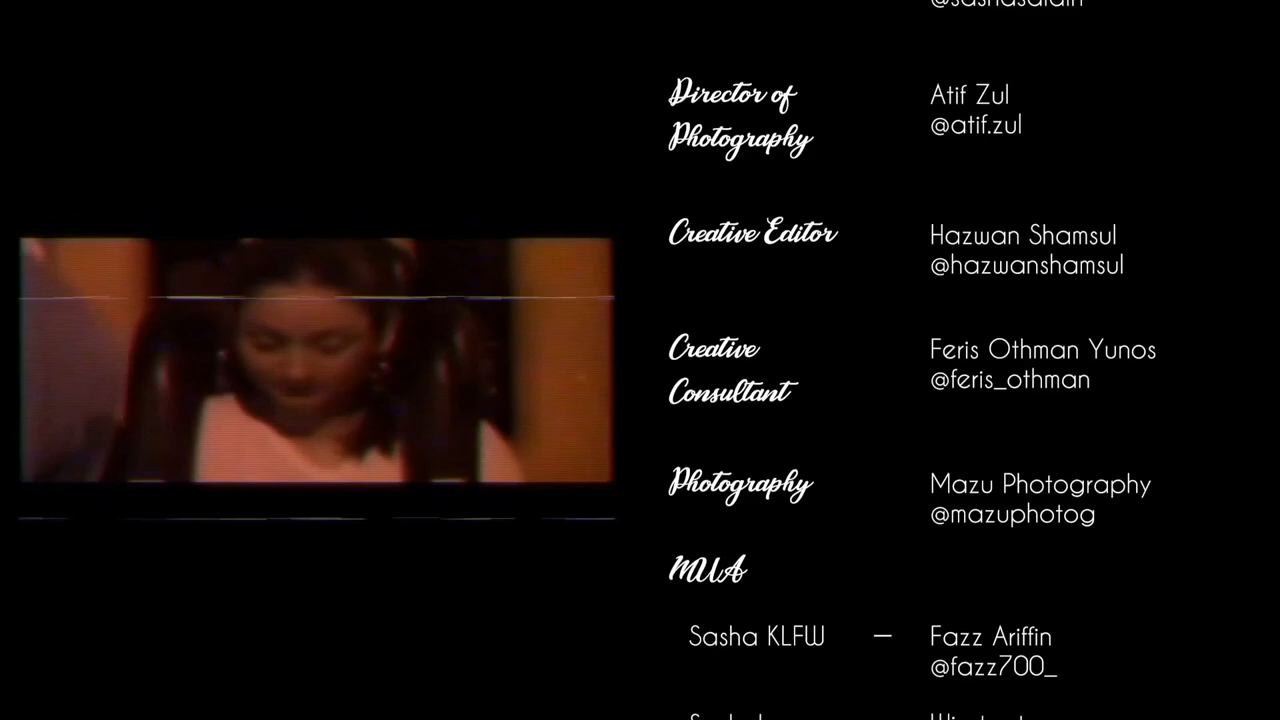 Director of
Photography
Atif Zul
@atif.zul
Creative Editor
Hazwan Shamsul
@hazwanshamsul
Creative
Consultant
Feris Othman Yunos
@feris_othman
Photography
Mazu Photography
@mazuphotog
MUA
Sasha KLFW — Fazz Ariffin
@fazz700_